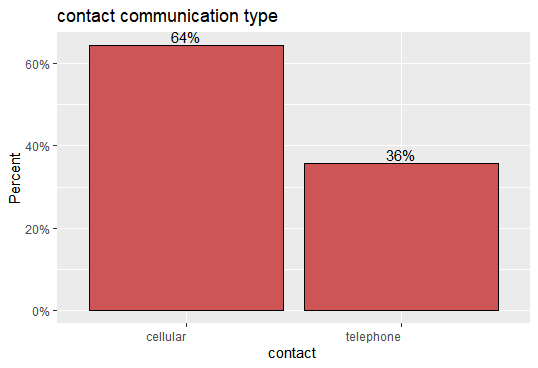 contact communication type
64%
36%
60%
40%
20%
0%
Percent
cellular
telephone
contact